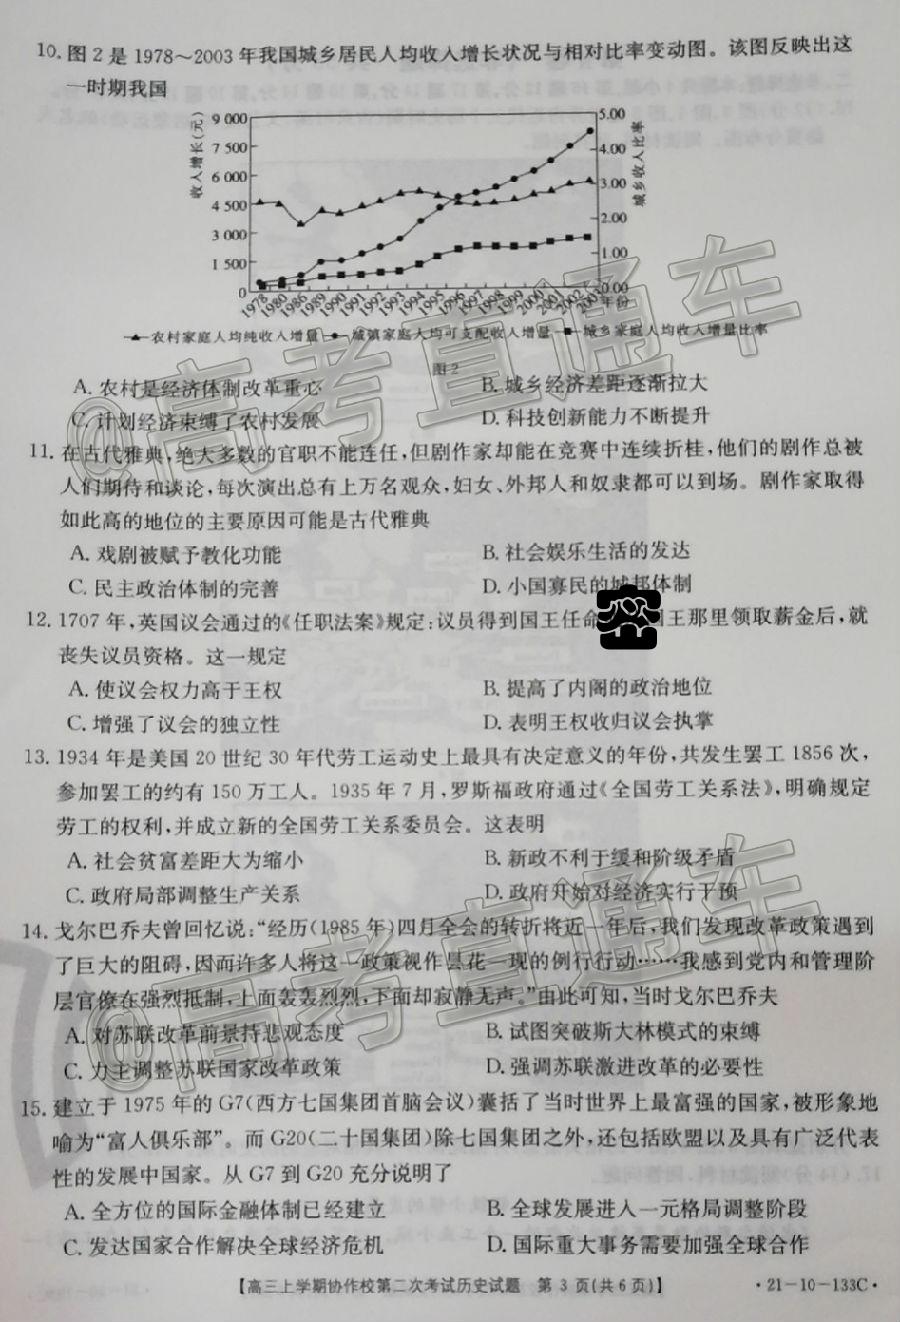 10. 图 2 是 1978～2003 年我国城乡居民人均收入增长状况与相对比率变动图。该图反映出这
一时期我国
收入增长(元)
9 000
7 500
6 000
4 500
3 000
1 500
0
5.00
4.00
3.00
2.00
1.00
0.00
城乡收入比率
1978 1980 1986 1989 1990 1991 1992 1993 1994 1995 1996 1997 1998 1999 2000 2001 2002 2003 年份
农村家庭人均纯收入增量 城镇家庭人均可支配收入增量 城乡家庭人均收入增量比率
图 2
A. 农村是经济体制改革重心 B. 城乡经济差距逐渐拉大
C. 计划经济束缚了农村发展 D. 科技创新能力不断提升
11. 在古代雅典，绝大多数的官职不能连任，但剧作家却能在竞赛中连续折桂，他们的剧作总被
人们期待和谈论，每次演出总有上万名观众，妇女、外邦人和奴隶都可以到场。剧作家取得
如此高的地位的主要原因可能是古代雅典
A. 戏剧被赋予教化功能 B. 社会娱乐生活的发达
C. 民主政治体制的完善 D. 小国寡民的城邦体制
12. 1707 年，英国议会通过的《任职法案》规定：议员得到国王任命 国王那里领取薪金后，就
丧失议员资格。这一规定
A. 使议会权力高于王权 B. 提高了内阁的政治地位
C. 增强了议会的独立性 D. 表明王权收归议会执掌
13. 1934 年是美国 20 世纪 30 年代劳工运动史上最具有决定意义的年份，共发生罢工 1856 次，
参加罢工的约有 150 万工人。1935 年 7 月，罗斯福政府通过《全国劳工关系法》，明确规定
劳工的权利，并成立新的全国劳工关系委员会。这表明
A. 社会贫富差距大为缩小 B. 新政不利于缓和阶级矛盾
C. 政府局部调整生产关系 D. 政府开始对经济实行干预
14. 戈尔巴乔夫曾回忆说：“经历(1985 年)四月全会的转折将近一年后，我们发现改革政策遇到
了巨大的阻碍，因而许多人将这一政策视作昙花一现的例行行动……我感到党内和管理阶
层官僚在强烈抵制，上面轰轰烈烈，下面却寂静无声。”由此可知，当时戈尔巴乔夫
A. 对苏联改革前景持悲观态度 B. 试图突破斯大林模式的束缚
C. 力主调整苏联国家改革政策 D. 强调苏联激进改革的必要性
15. 建立于 1975 年的 G7(西方七国集团首脑会议)囊括了当时世界上最富强的国家，被形象地
喻为“富人俱乐部”。而 G20(二十国集团)除七国集团之外，还包括欧盟以及具有广泛代表
性的发展中国家。从 G7 到 G20 充分说明了
A. 全方位的国际金融体制已经建立 B. 全球发展进入一元格局调整阶段
C. 发达国家合作解决全球经济危机 D. 国际重大事务需要加强全球合作
【高三上学期协作校第二次考试历史试题 第 3 页(共 6 页)】 ·21-10-133C·
@高考直通车
@高考直通车